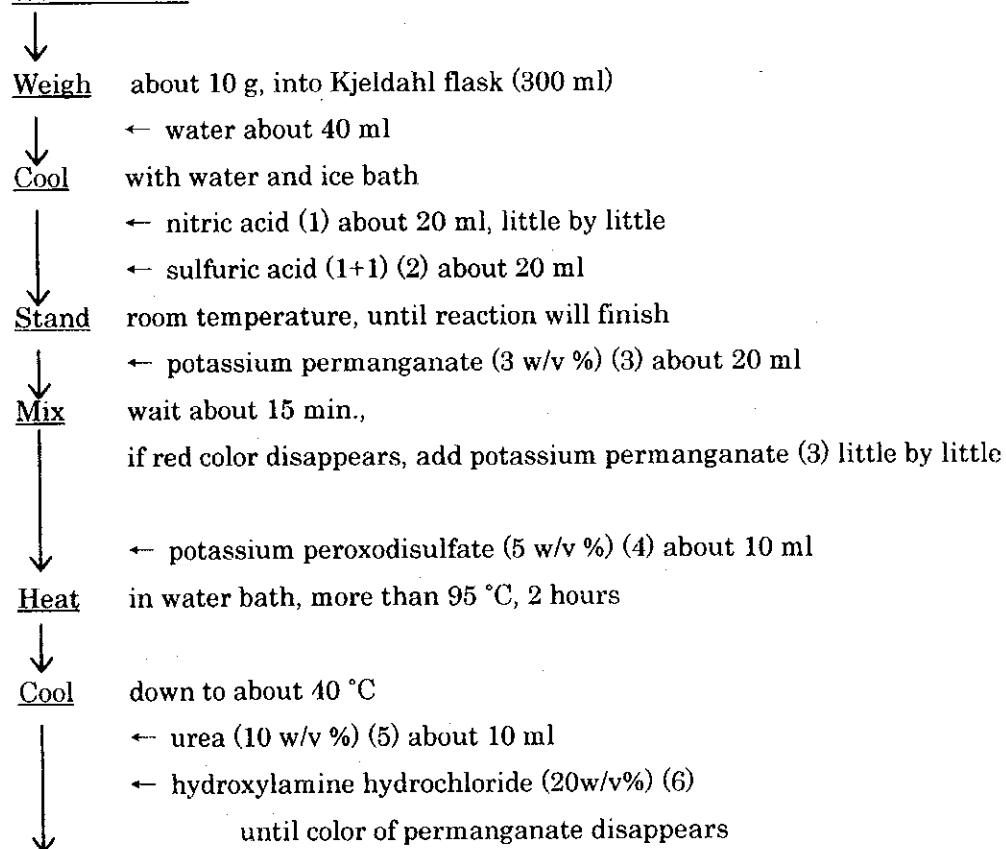 Weigh about 10 g, into Kjeldahl flask (300 ml)
← water about 40 ml
Cool with water and ice bath
← nitric acid (1) about 20 ml, little by little
← sulfuric acid (1+1) (2) about 20 ml
Stand room temperature, until reaction will finish
← potassium permanganate (3 w/v %) (3) about 20 ml
Mix wait about 15 min.,
if red color disappears, add potassium permanganate (3) little by little
← potassium peroxodisulfate (5 w/v %) (4) about 10 ml
Heat in water bath, more than 95 °C, 2 hours
Cool down to about 40 °C
← urea (10 w/v %) (5) about 10 ml
← hydroxylamine hydrochloride (20w/v%) (6)
until color of permanganate disappears